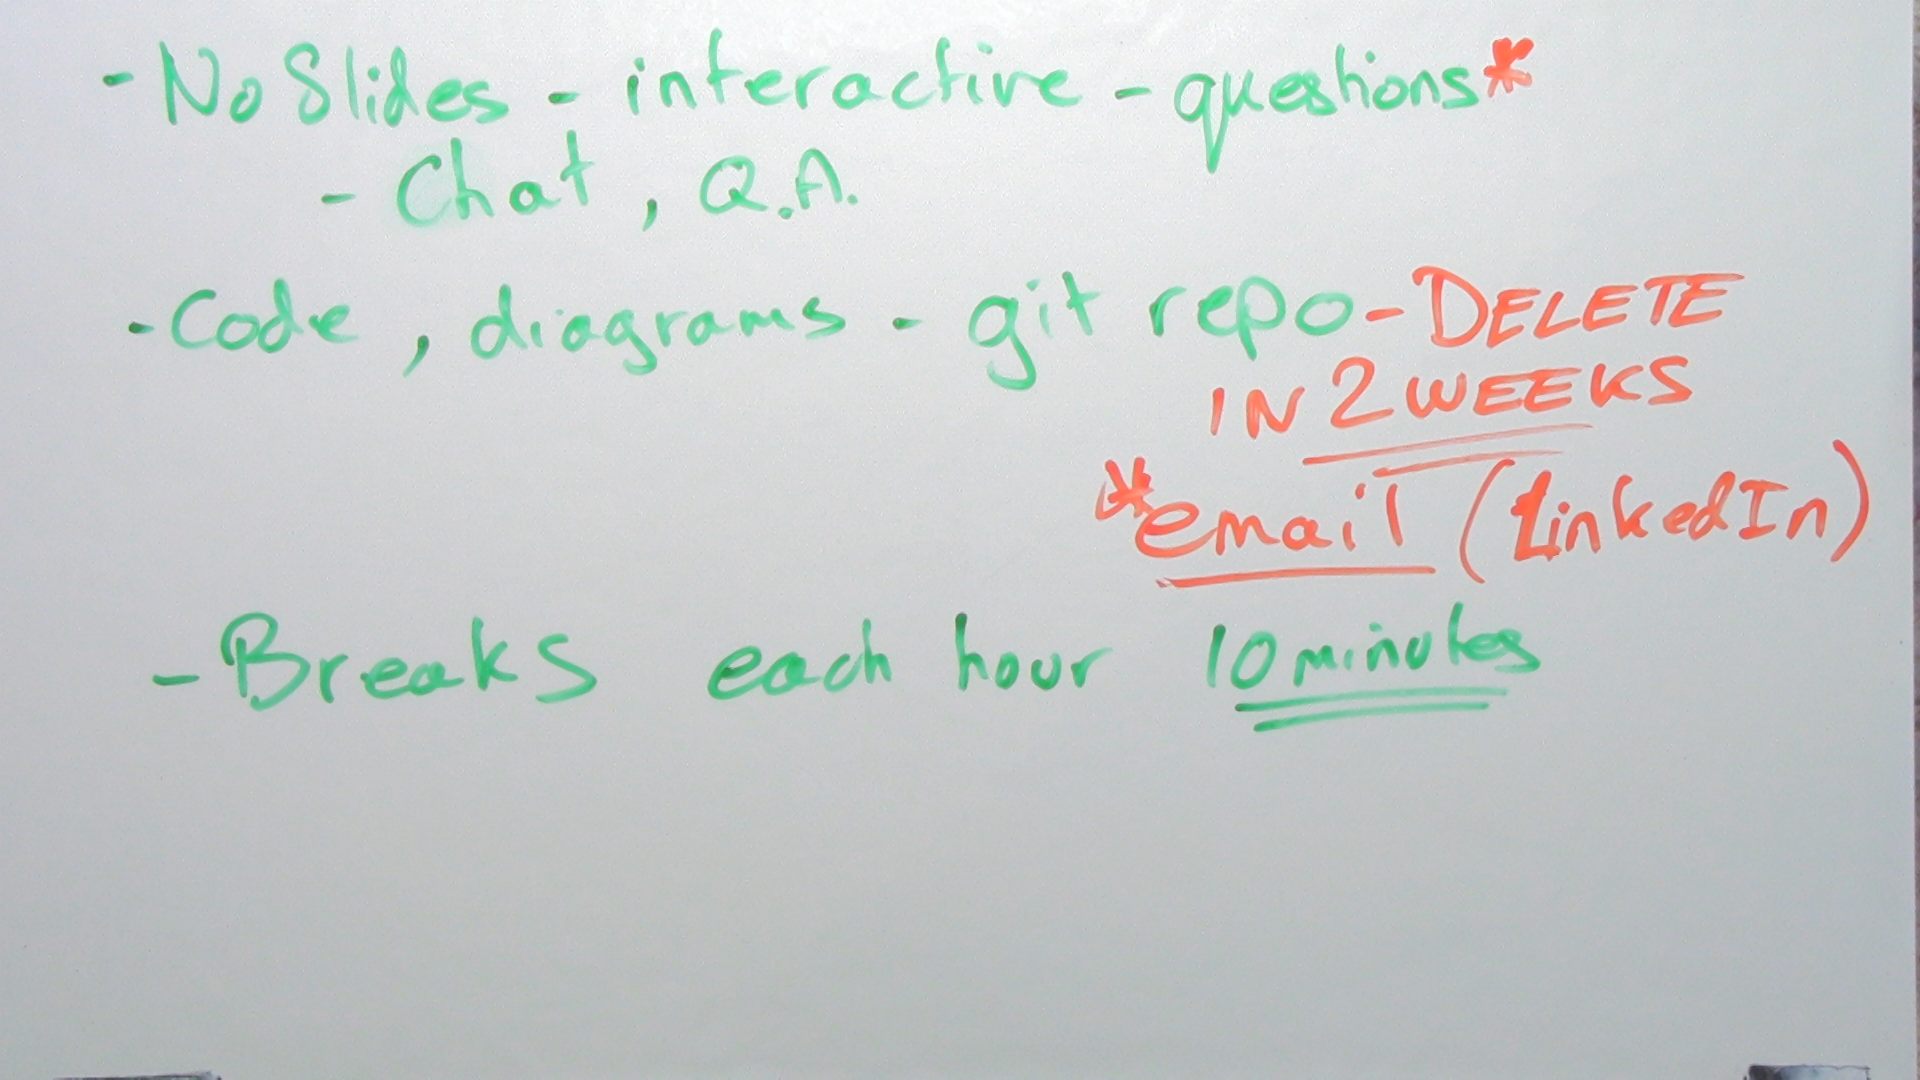 - No Slides - interactive - questions*
- Chat, Q.A.
- Code, diagrams - git repo - DELETE
IN 2 WEEKS
*email (LinkedIn)
- Breaks each hour 10 minutes